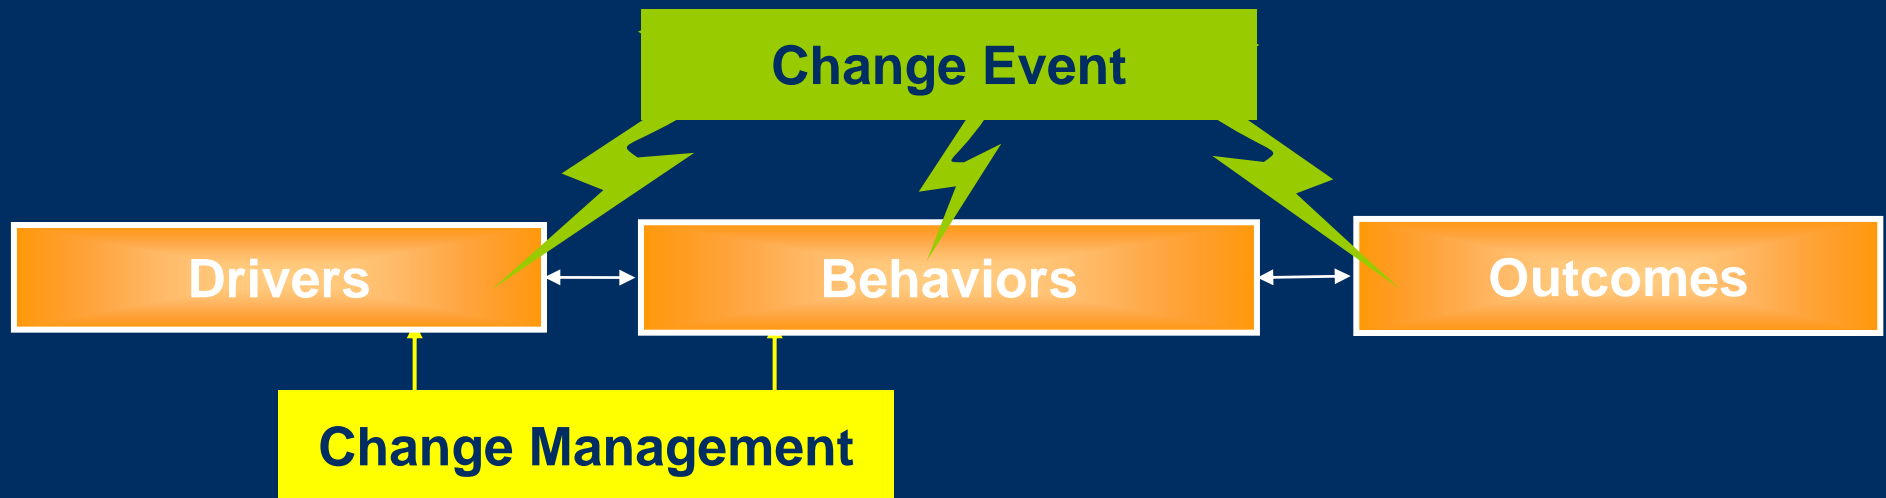 Change Event
Drivers
Behaviors
Outcomes
Change Management